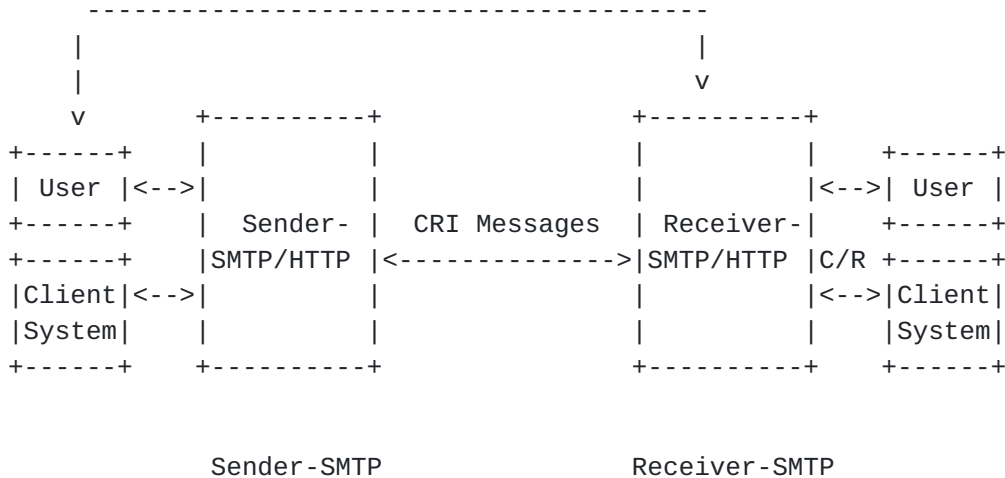 User
Sender-
CRI Messages
Receiver-
User
SMTP/HTTP
SMTP/HTTP
C/R
Client
Client
System
System
Sender-SMTP
Receiver-SMTP